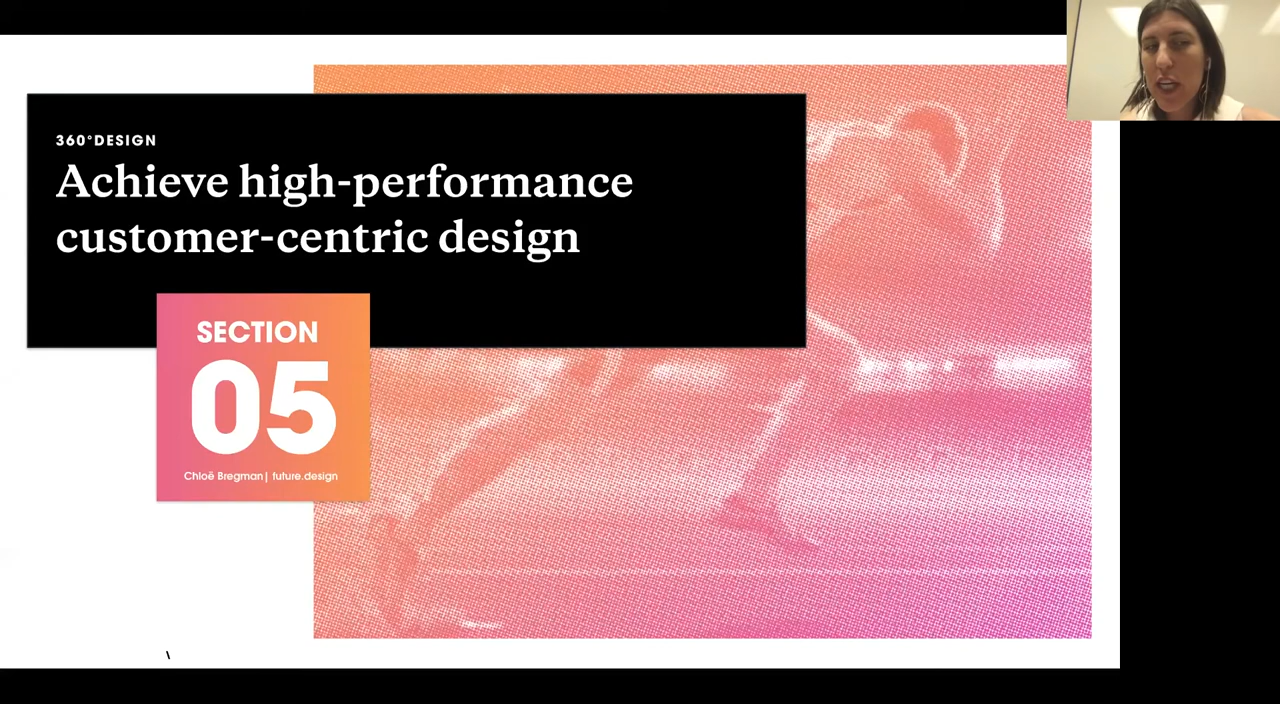 360°DESIGN
Achieve high-performance
customer-centric design
SECTION
05
Chloë Bregman| future.design